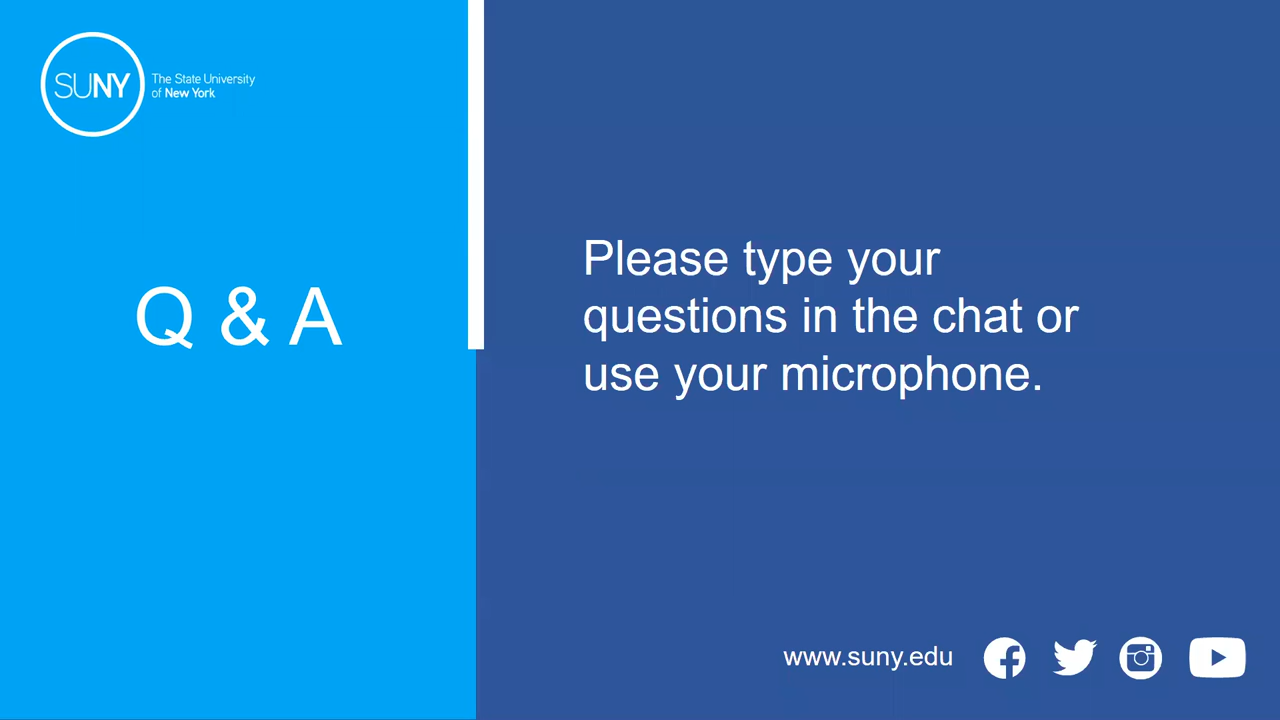 SUNY
The State University
of New York
Q & A
Please type your
questions in the chat or
use your microphone.
www.suny.edu